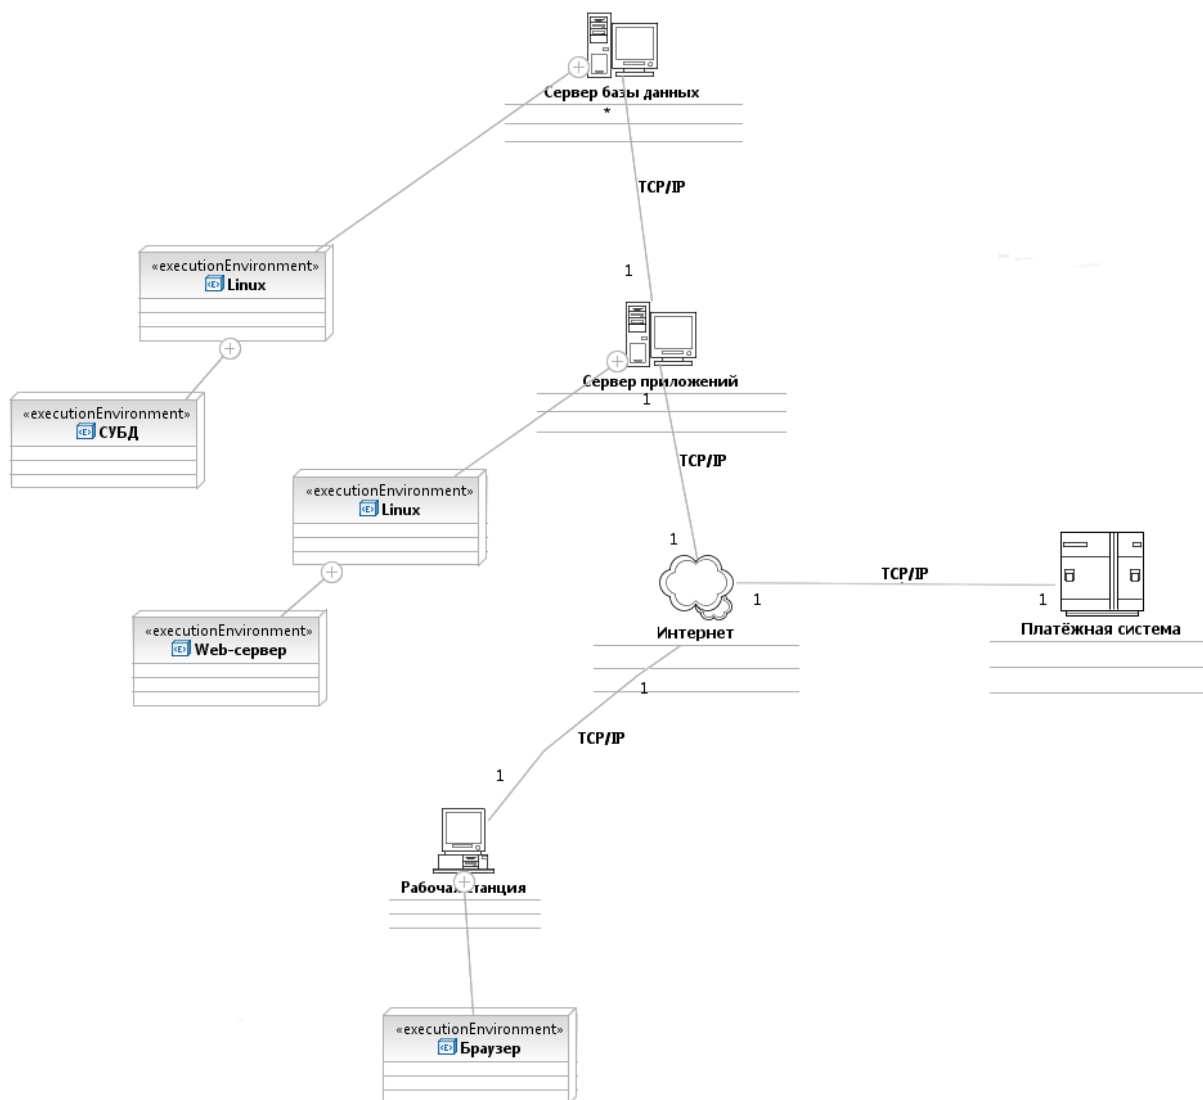 Сервер базы данных
*
TCP/IP
1
«executionEnvironment»
Linux
«executionEnvironment»
СУБД
Сервер приложений
1
TCP/IP
«executionEnvironment»
Linux
«executionEnvironment»
Web-сервер
1
TCP/IP
1
1
Интернет
Платёжная система
1
TCP/IP
1
Рабочая станция
«executionEnvironment»
Браузер